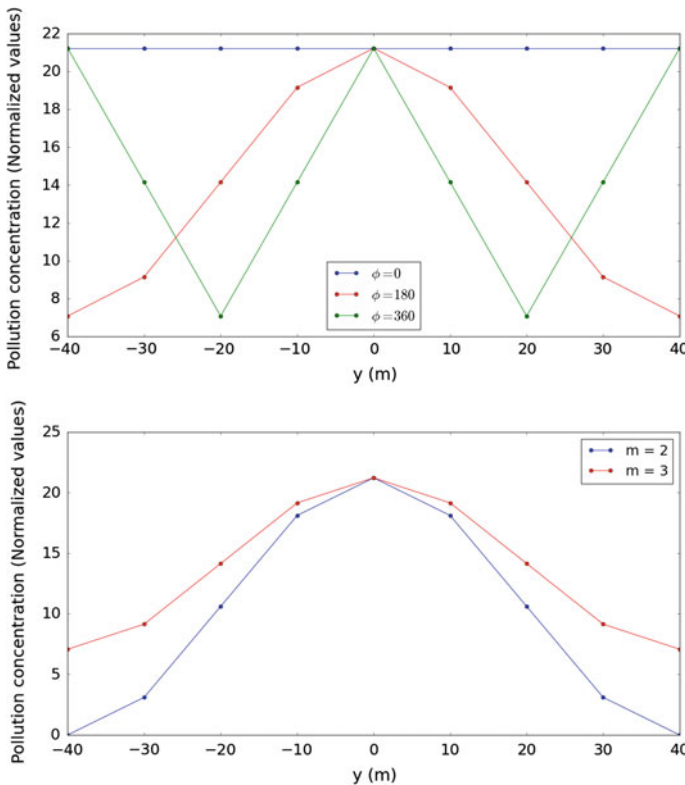 Pollution concentration (Normalized values)
22
20
18
16
14
12
10
8
6
ϕ=0
ϕ=180
ϕ=360
−40 −30 −20 −10 0 10 20 30 40
y (m)
Pollution concentration (Normalized values)
25
20
15
10
5
0
m = 2
m = 3
−40 −30 −20 −10 0 10 20 30 40
y (m)